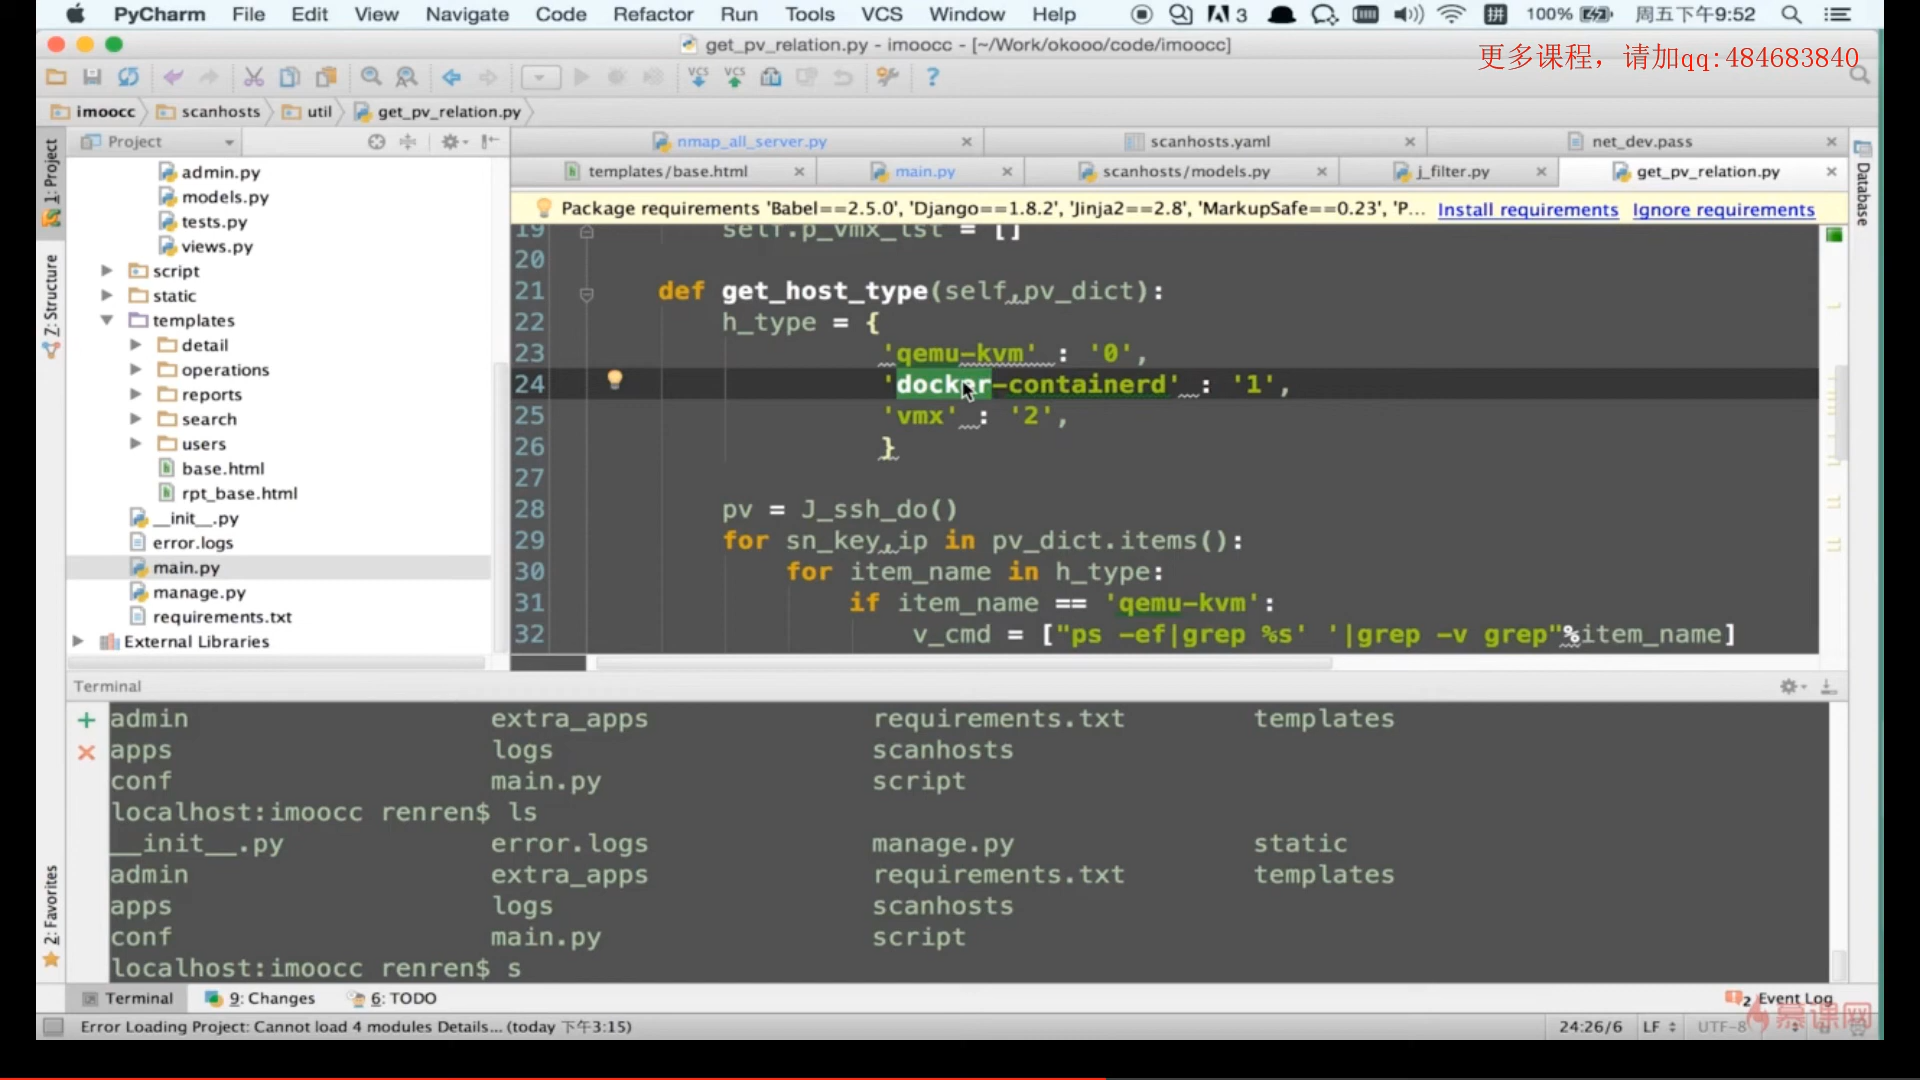 PyCharm File Edit View Navigate Code Refactor Run Tools VCS Window Help 3 拼 100% 周五下午9:52
get_pv_relation.py - imoocc - [~/Work/okooo/code/imoocc]
更多课程，请加qq:484683840
VCS VCS ?
imoocc scanhosts util get_pv_relation.py
1: Project
7: Structure
2: Favorites
Project
admin.py
models.py
tests.py
views.py
script
static
templates
detail
operations
reports
search
users
base.html
rpt_base.html
__init__.py
error.logs
main.py
manage.py
requirements.txt
External Libraries
nmap_all_server.py scanhosts.yaml net_dev.pass
templates/base.html main.py scanhosts/models.py j_filter.py get_pv_relation.py
Database
Package requirements 'Babel==2.5.0', 'Django==1.8.2', 'Jinja2==2.8', 'MarkupSafe==0.23', 'P... Install requirements Ignore requirements
19 self.p_vmx_lst = []
20
21 def get_host_type(self,pv_dict):
22 h_type = {
23 'qemu-kvm' : '0',
24 'docker-containerd' : '1',
25 'vmx' : '2',
26 }
27
28 pv = J_ssh_do()
29 for sn_key,ip in pv_dict.items():
30 for item_name in h_type:
31 if item_name == 'qemu-kvm':
32 v_cmd = ["ps -ef|grep %s' '|grep -v grep"%item_name]
Terminal
admin extra_apps requirements.txt templates
apps logs scanhosts
conf main.py script
localhost:imoocc renren$ ls
__init__.py error.logs manage.py static
admin extra_apps requirements.txt templates
apps logs scanhosts
conf main.py script
localhost:imoocc renren$ s
Terminal 9: Changes 6: TODO 2 Event Log
Error Loading Project: Cannot load 4 modules Details... (today 下午3:15) 24:26/6 LF UTF-8
慕课网